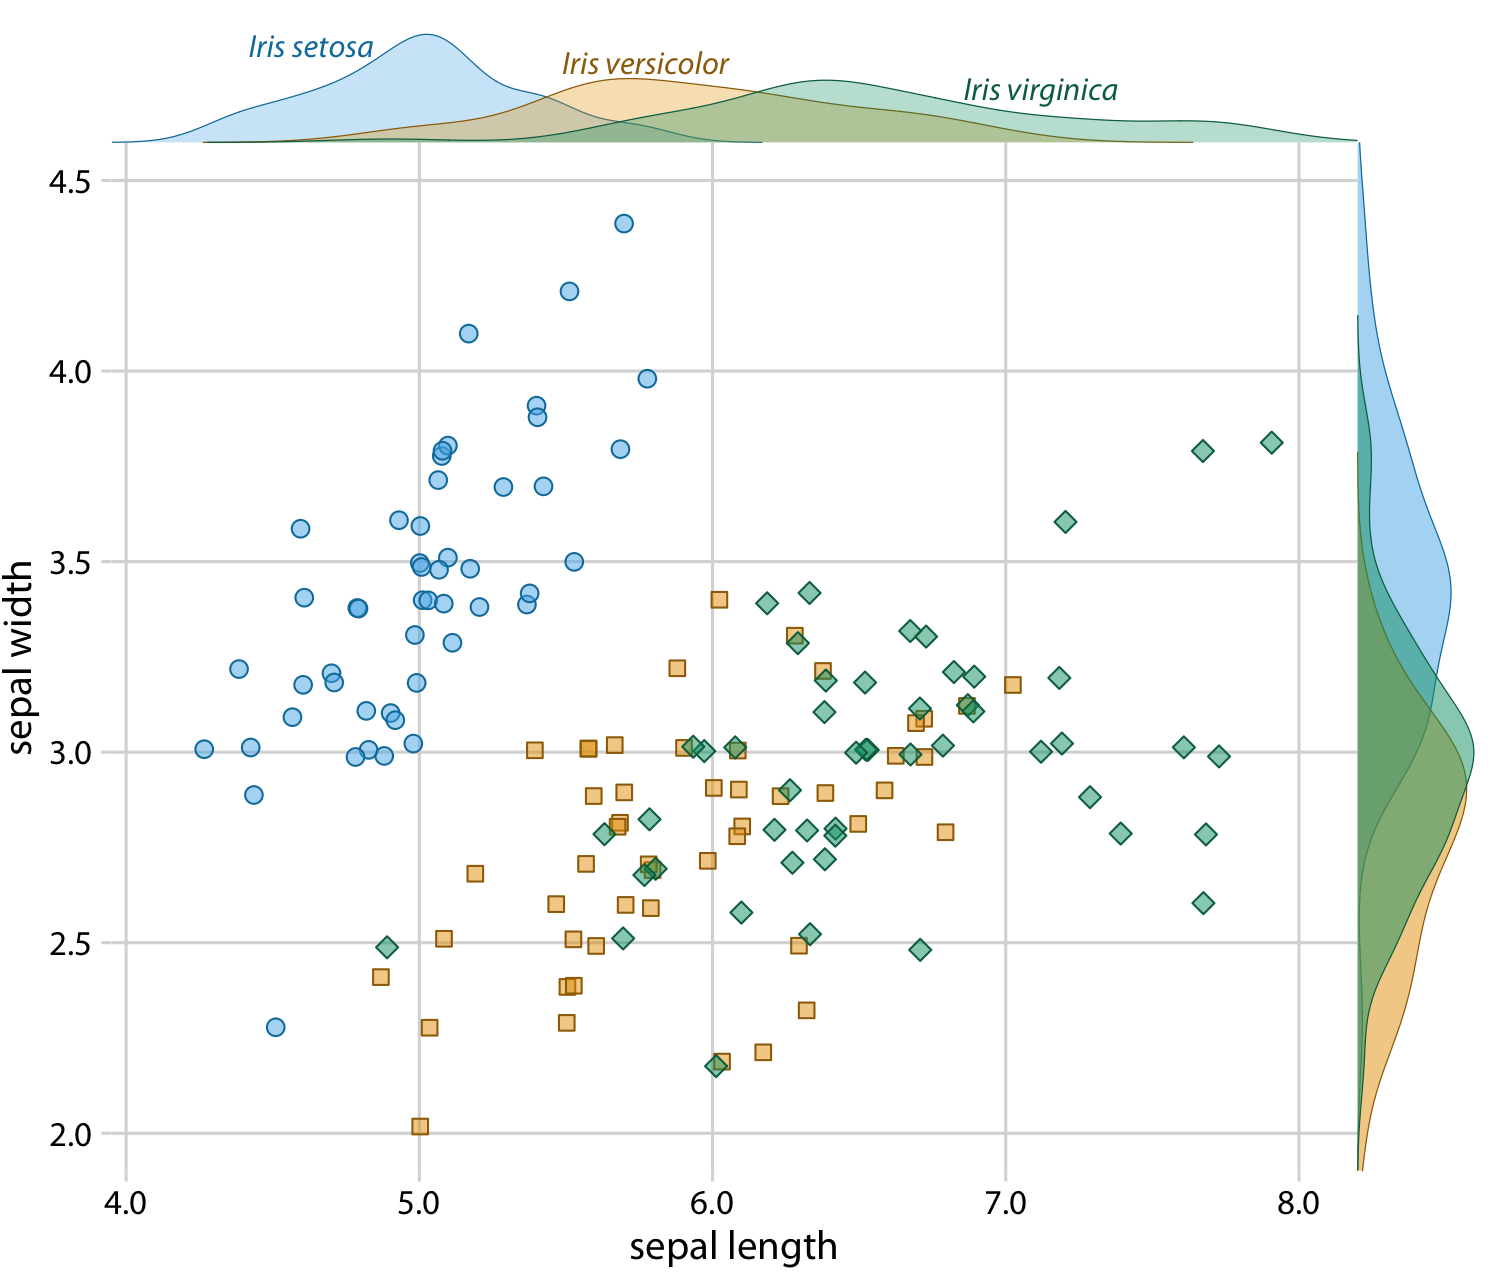 Iris setosa
Iris versicolor
Iris virginica
4.5
4.0
3.5
3.0
2.5
2.0
sepal width
4.0 5.0 6.0 7.0 8.0
sepal length